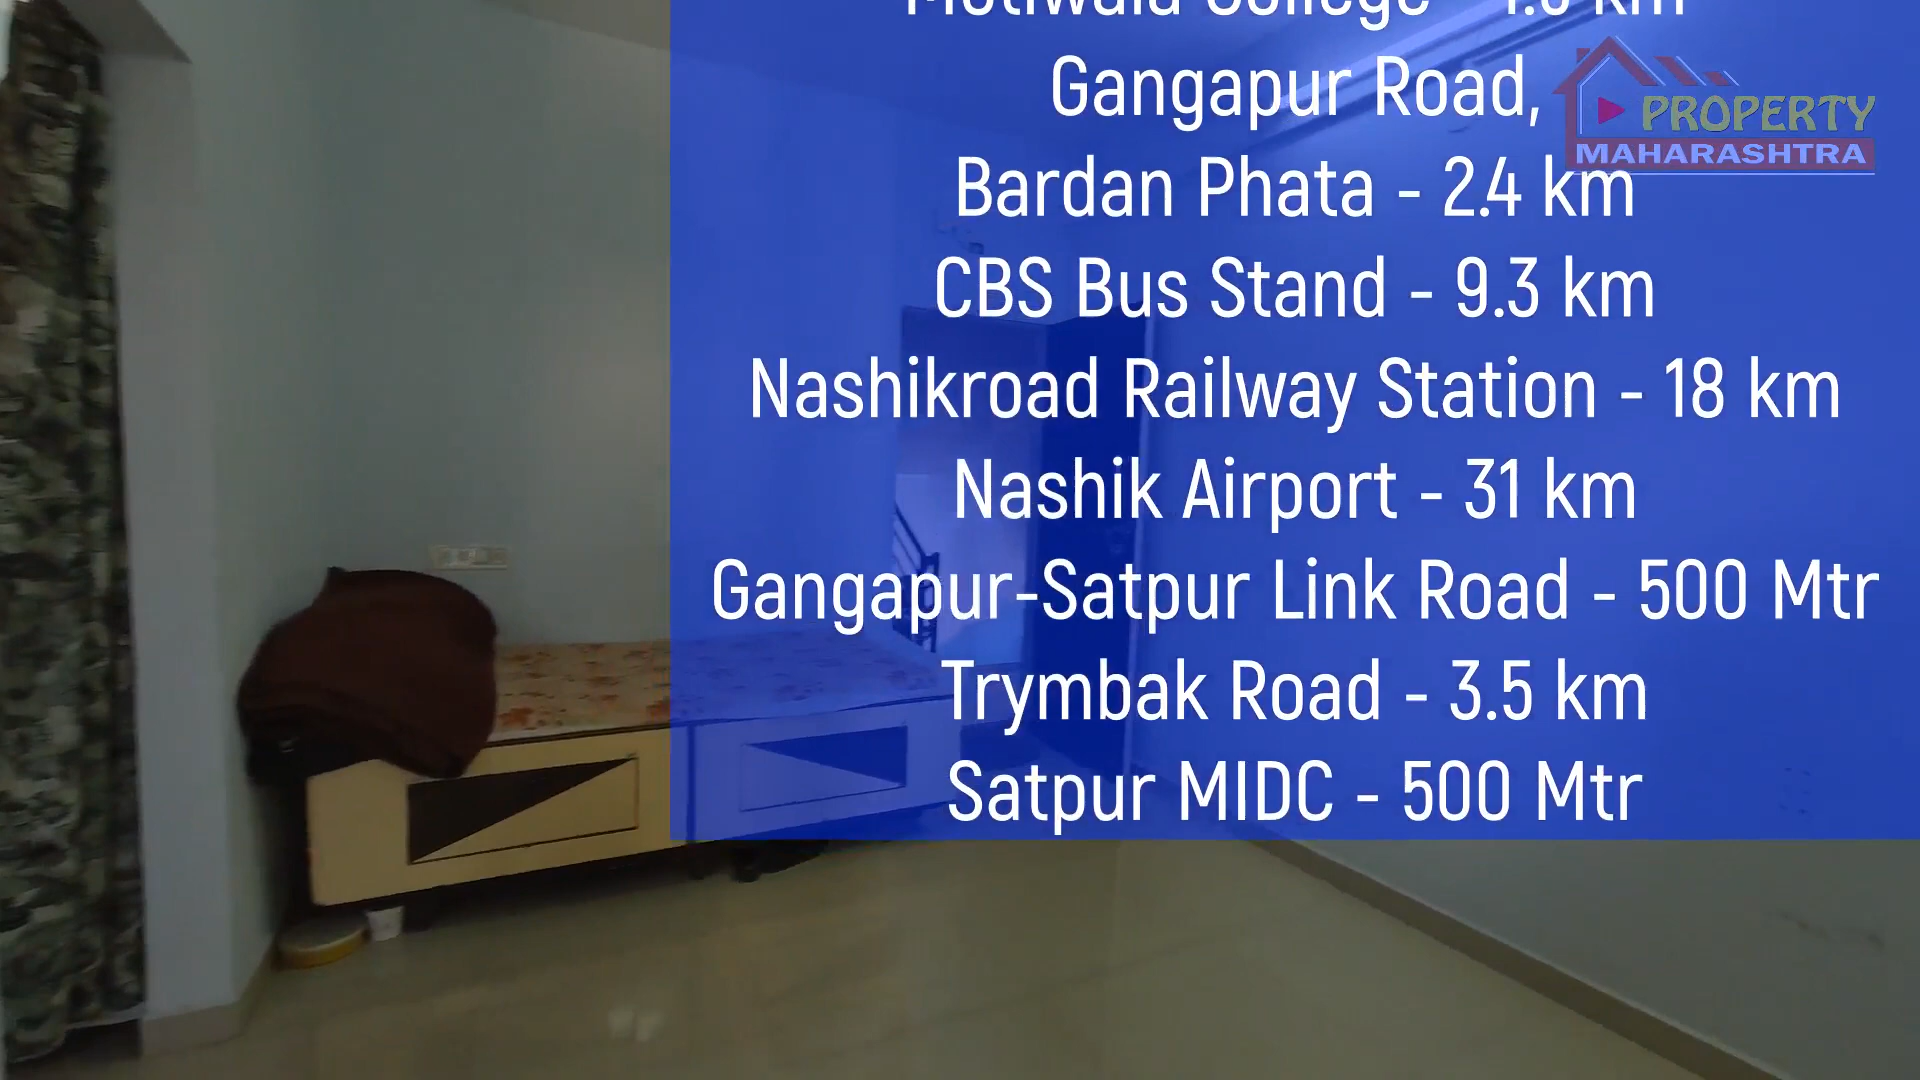 Gangapur Road,
Bardan Phata - 2.4 km
CBS Bus Stand - 9.3 km
Nashikroad Railway Station - 18 km
Nashik Airport - 31 km
Gangapur-Satpur Link Road - 500 Mtr
Trymbak Road - 3.5 km
Satpur MIDC - 500 Mtr
PROPERTY
MAHARASHTRA